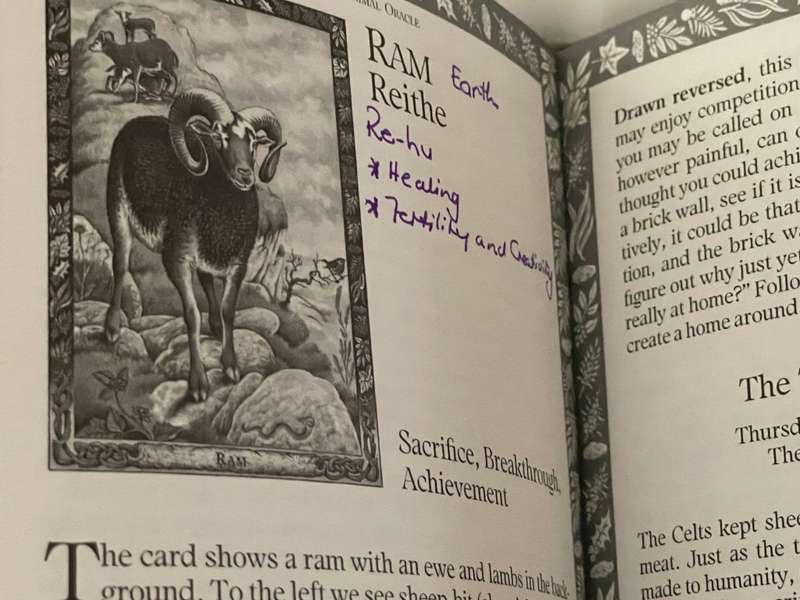 ORACLE
RAM
Earth
Reithe
Re-hu
* Healing
* Fertility and Creativity
RAM
Sacrifice, Breakthrough,
Achievement
The card shows a ram with an ewe and lambs in the back-
ground. To the left we see sheep bit
Drawn reversed, this
may enjoy competition
you may be called on
however painful, can
thought you could achi
a brick wall, see if it is
tively, it could be that
tion, and the brick wa
figure out why just yet
really at home?" Follo
create a home around
The
Thursd
The
The Celts kept shee
meat. Just as the t
made to humanity,